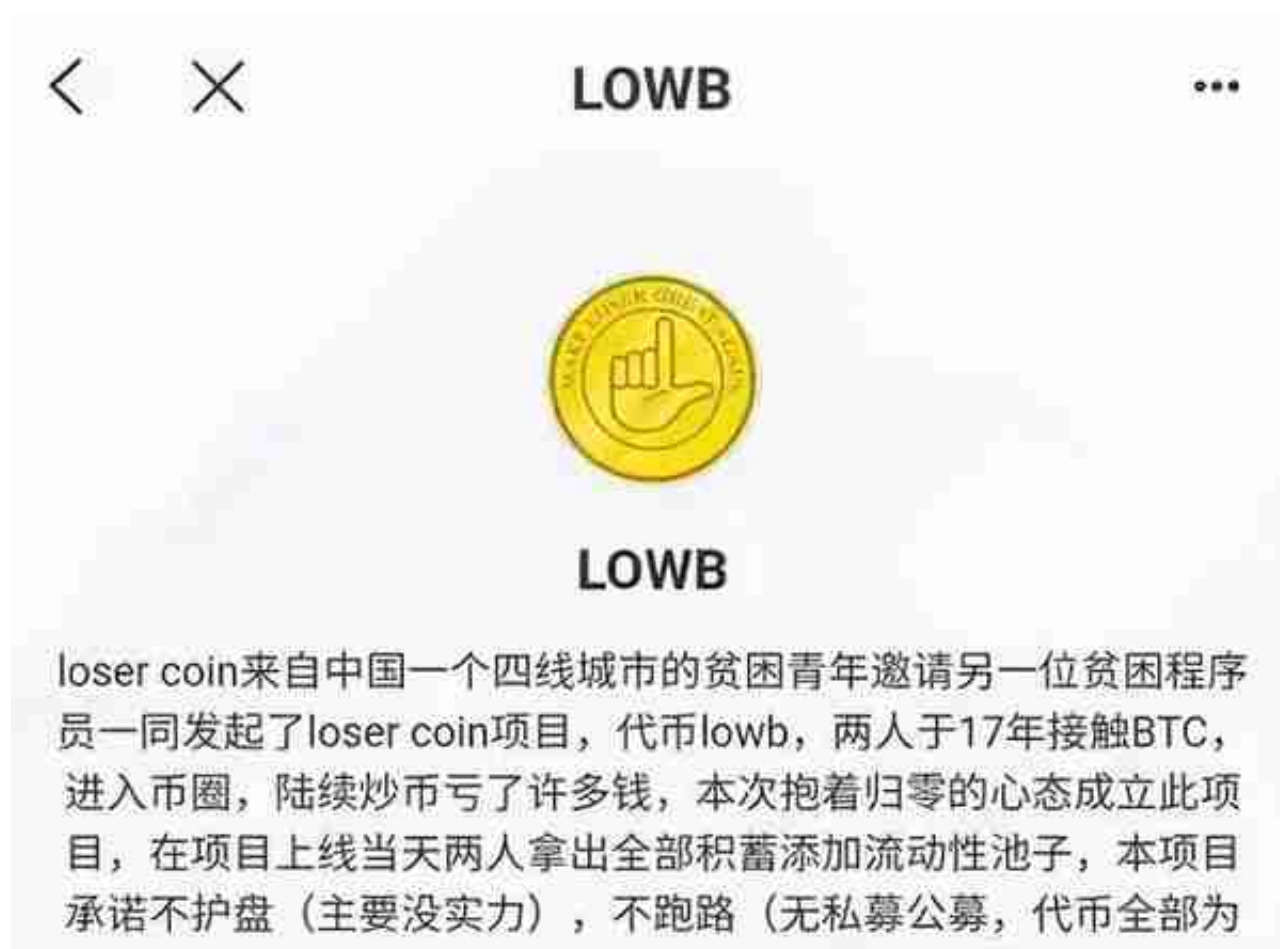 LOWB
MAKE LOSER GREAT AGAIN
LOWB
loser coin来自中国一个四线城市的贫困青年邀请另一位贫困程序
员一同发起了loser coin项目，代币lowb，两人于17年接触BTC，
进入币圈，陆续炒币亏了许多钱，本次抱着归零的心态成立此项
目，在项目上线当天两人拿出全部积蓄添加流动性池子，本项目
承诺不护盘（主要没实力），不跑路（无私募公募，代币全部为